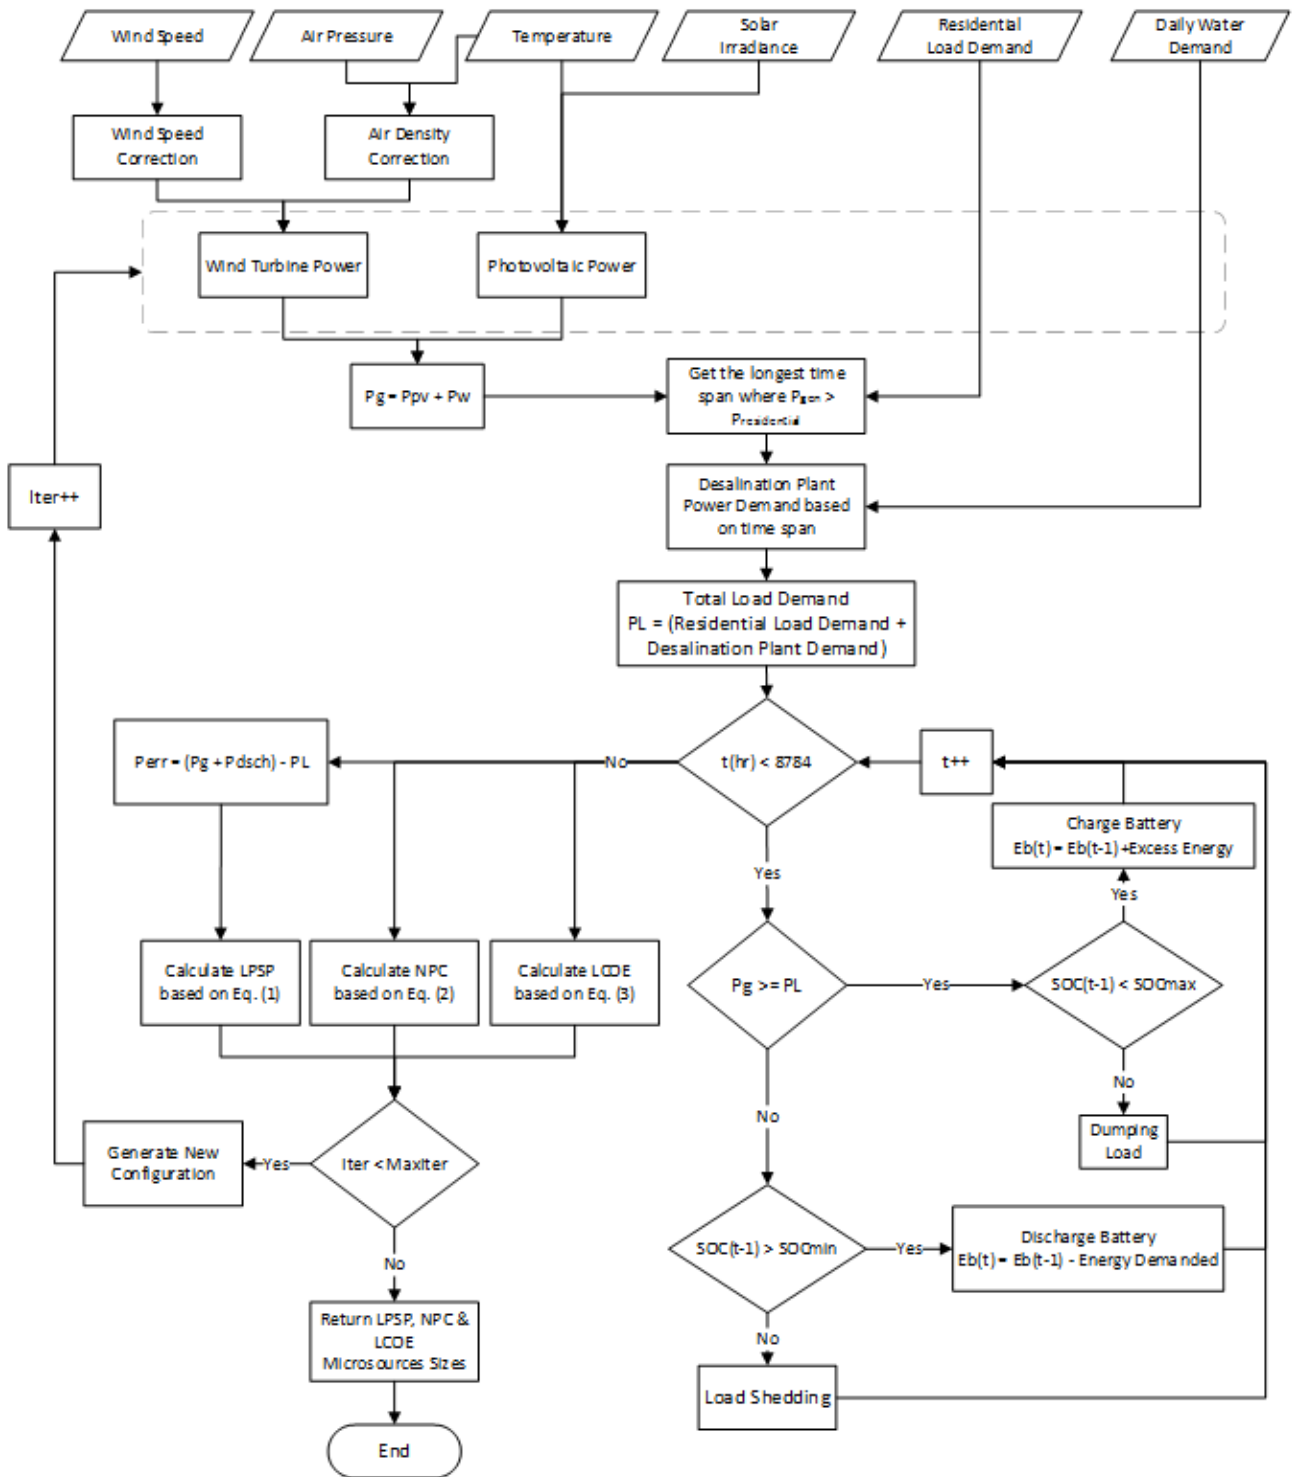 Wind Speed
Air Pressure
Temperature
Solar
Irradiance
Residential
Load Demand
Daily Water
Demand
Wind Speed
Correction
Air Density
Correction
Wind Turbine Power
Photovoltaic Power
Pg = Ppv + Pw
Get the longest time
span where Pgen >
Presidential
Iter++
Desalination Plant
Power Demand based
on time span
Total Load Demand
PL = (Residential Load Demand +
Desalination Plant Demand)
Perr = (Pg + Pdsch) - PL
No
t(hr) < 8784
t++
Charge Battery
Eb(t) = Eb(t-1) +Excess Energy
Yes
Yes
Calculate LPSP
based on Eq. (1)
Calculate NPC
based on Eq. (2)
Calculate LCOE
based on Eq. (3)
Pg >= PL
Yes
SOC(t-1) < SOCmax
No
No
Dumping
Load
Generate New
Configuration
Yes
Iter < MaxIter
SOC(t-1) > SOCmin
Yes
Discharge Battery
Eb(t) = Eb(t-1) - Energy Demanded
No
Return LPSP, NPC &
LCOE
Microsources Sizes
No
Load Shedding
End